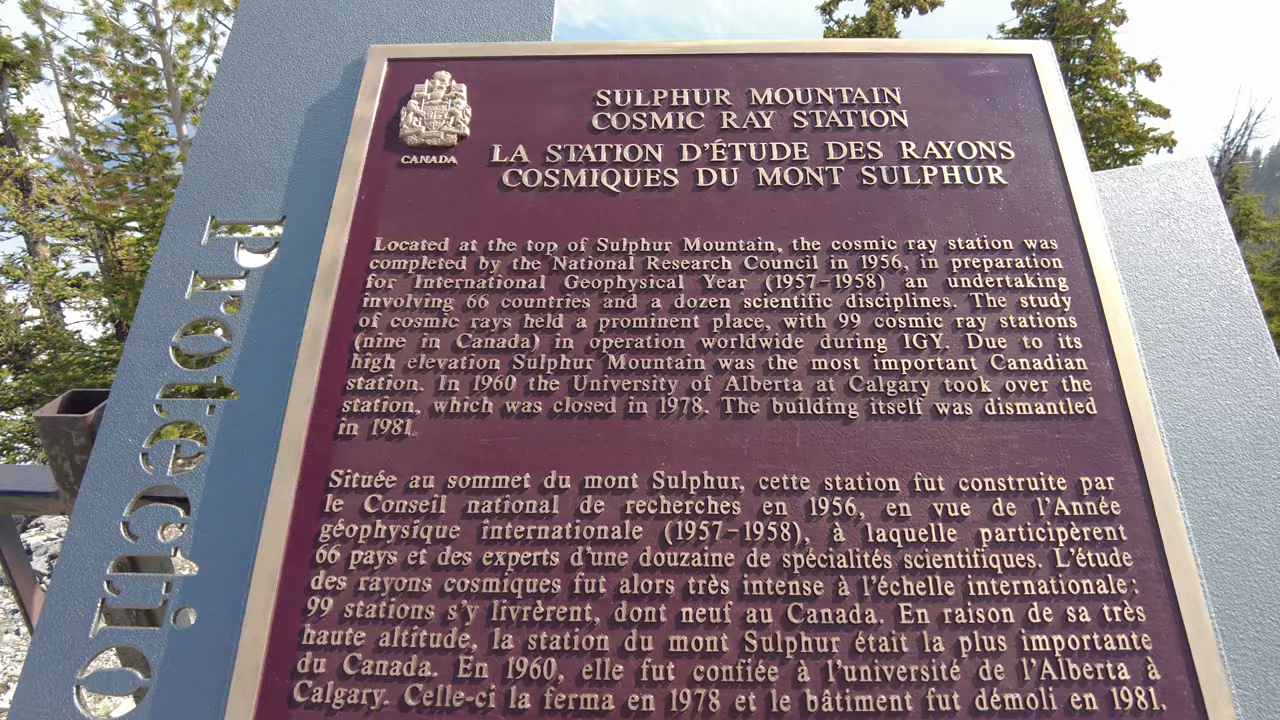 SULPHUR MOUNTAIN
COSMIC RAY STATION
LA STATION D'ÉTUDE DES RAYONS
COSMIQUES DU MONT SULPHUR
CANADA
Located at the top of Sulphur Mountain, the cosmic ray station was
completed by the National Research Council in 1956, in preparation
for International Geophysical Year (1957–1958) an undertaking
involving 66 countries and a dozen scientific disciplines. The study
of cosmic rays held a prominent place, with 99 cosmic ray stations
(nine in Canada) in operation worldwide during IGY. Due to its
high elevation Sulphur Mountain was the most important Canadian
station. In 1960 the University of Alberta at Calgary took over the
station, which was closed in 1978. The building itself was dismantled
in 1981.
Située au sommet du mont Sulphur, cette station fut construite par
le Conseil national de recherches en 1956, en vue de l'Année
géophysique internationale (1957–1958), à laquelle participèrent
66 pays et des experts d'une douzaine de spécialités scientifiques. L'étude
des rayons cosmiques fut alors très intense à l'échelle internationale:
99 stations s'y livrèrent, dont neuf au Canada. En raison de sa très
haute altitude, la station du mont Sulphur était la plus importante
du Canada. En 1960, elle fut confiée à l'université de l'Alberta à
Calgary. Celle-ci la ferma en 1978 et le bâtiment fut démoli en 1981.
Protectio